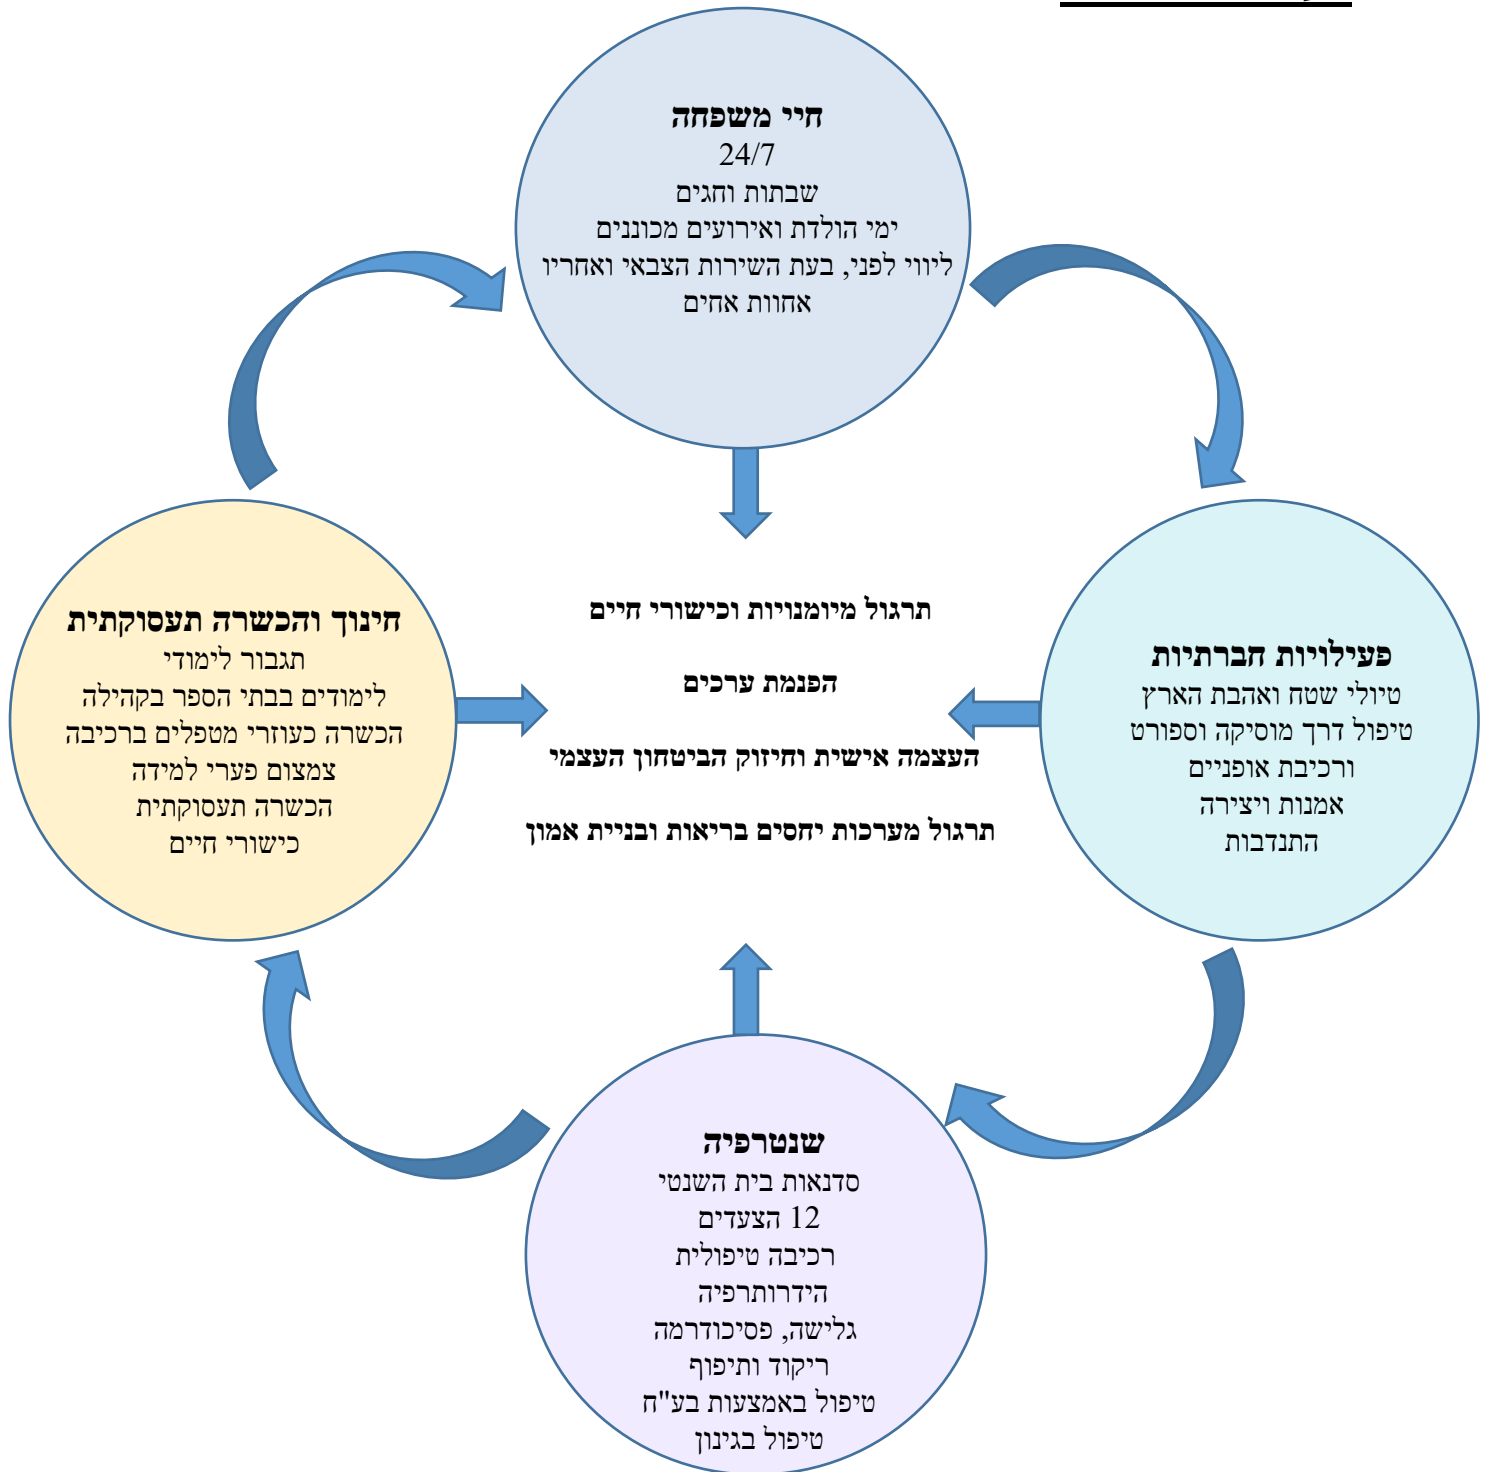 חיי משפחה
24/7
שבתות וחגים
ימי הולדת ואירועים מכוננים
ליווי לפני, בעת השירות הצבאי ואחריו
אחוות אחים
פעילויות חברתיות
טיולי שטח ואהבת הארץ
טיפול דרך מוסיקה וספורט
ורכיבת אופניים
אמנות ויצירה
התנדבות
תרגול מיומנויות וכישורי חיים
הפנמת ערכים
העצמה אישית וחיזוק הביטחון העצמי
תרגול מערכות יחסים בריאות ובניית אמון
חינוך והכשרה תעסוקתית
תגבור לימודי
לימודים בבתי הספר בקהילה
הכשרה כעוזרי מטפלים ברכיבה
צמצום פערי למידה
הכשרה תעסוקתית
כישורי חיים
שנטרפיה
סדנאות בית השנטי
12 הצעדים
רכיבה טיפולית
הידרותרפיה
גלישה, פסיכודרמה
ריקוד ותיפוף
טיפול באמצעות בע"ח
טיפול בגינון